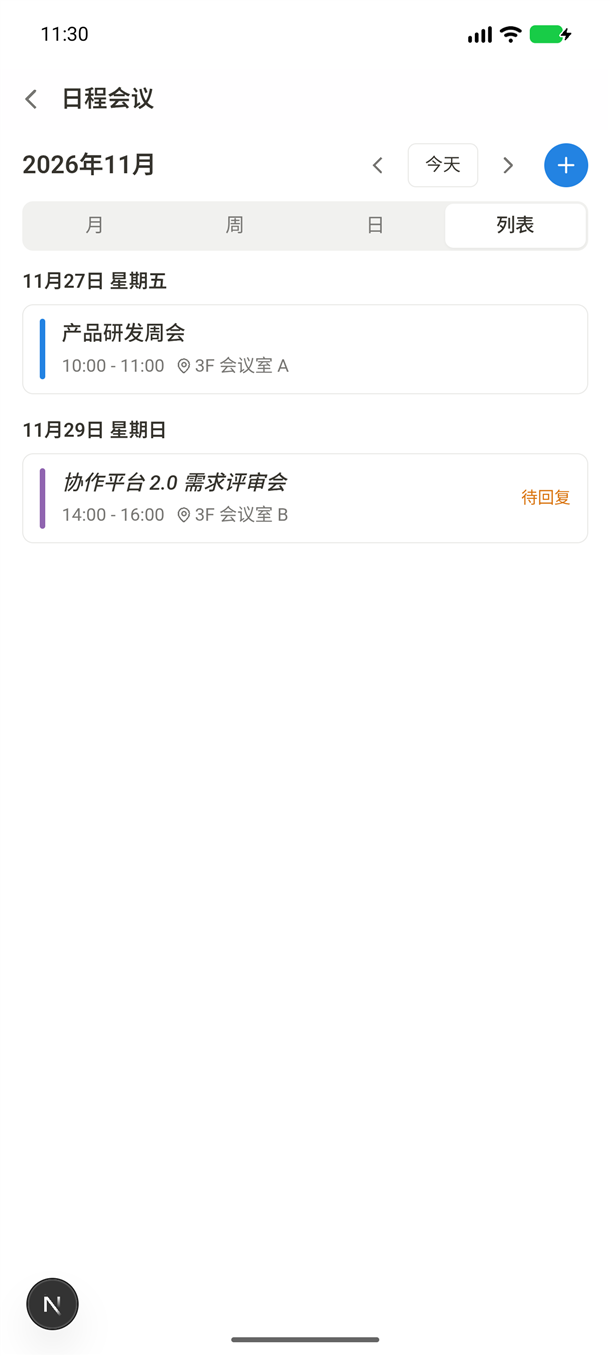 11:30
日程会议
2026年11月
今天
月 周 日 列表
11月27日 星期五
产品研发周会
10:00 - 11:00 3F 会议室 A
11月29日 星期日
协作平台 2.0 需求评审会
14:00 - 16:00 3F 会议室 B
待回复
N